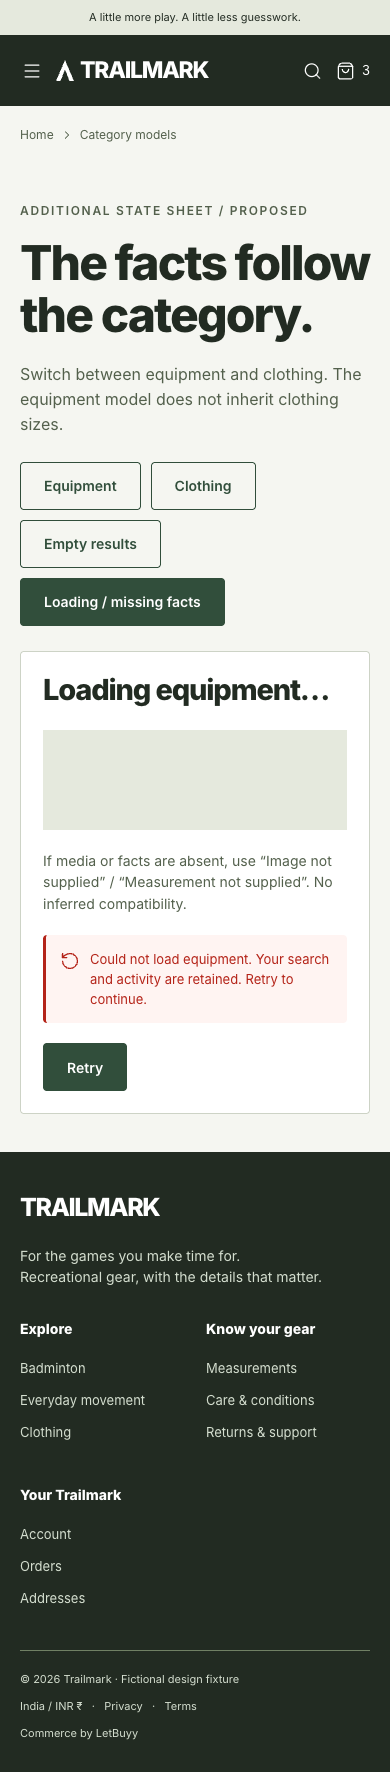 A little more play. A little less guesswork.
TRAILMARK
3
Home > Category models
ADDITIONAL STATE SHEET / PROPOSED
The facts follow
the category.
Switch between equipment and clothing. The
equipment model does not inherit clothing
sizes.
Equipment
Clothing
Empty results
Loading / missing facts
Loading equipment…
If media or facts are absent, use “Image not
supplied” / “Measurement not supplied”. No
inferred compatibility.
Could not load equipment. Your search
and activity are retained. Retry to
continue.
Retry
TRAILMARK
For the games you make time for.
Recreational gear, with the details that matter.
Explore
Badminton
Everyday movement
Clothing
Know your gear
Measurements
Care & conditions
Returns & support
Your Trailmark
Account
Orders
Addresses
© 2026 Trailmark · Fictional design fixture
India / INR ₹ · Privacy · Terms
Commerce by LetBuyy